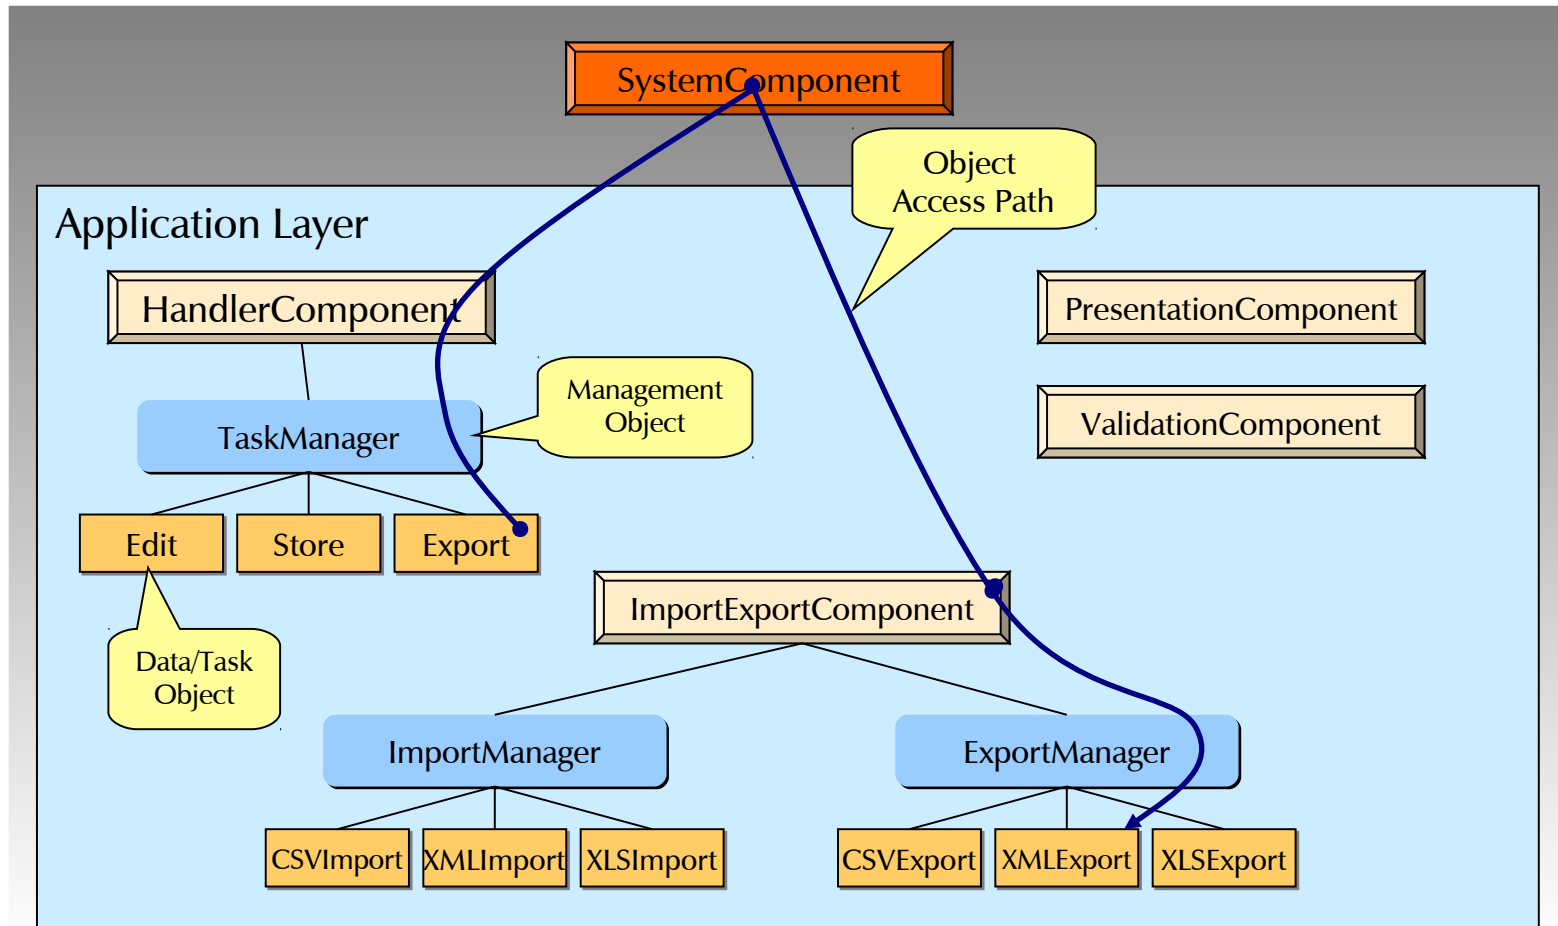 SystemComponent
Object
Access Path
Application Layer
HandlerComponent
PresentationComponent
Management
Object
TaskManager
ValidationComponent
Edit
Store
Export
ImportExportComponent
Data/Task
Object
ImportManager
ExportManager
CSVImport
XMLImport
XLSImport
CSVExport
XMLExport
XLSExport